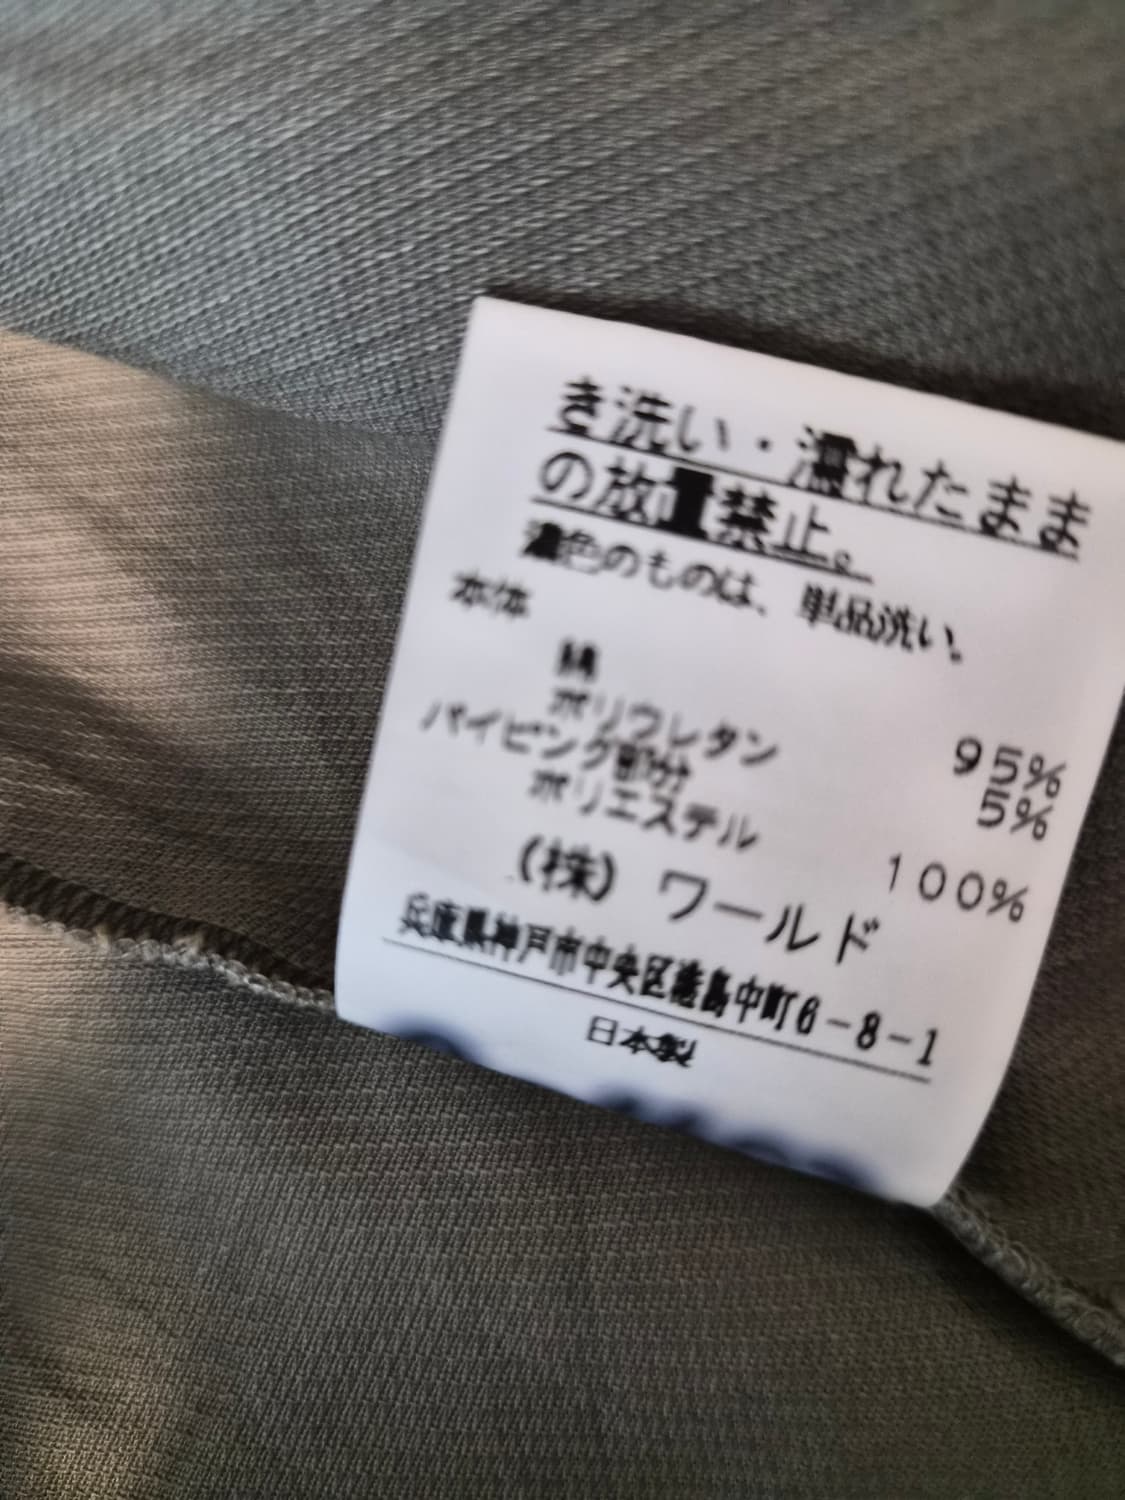 き洗い・濡れたまま
の放置禁止。
濃色のものは、単品洗い。
本体
綿 95%
ポリウレタン 5%
パイピング部分
ポリエステル 100%
(株) ワールド
兵庫県神戸市中央区港島中町6-8-1
日本製